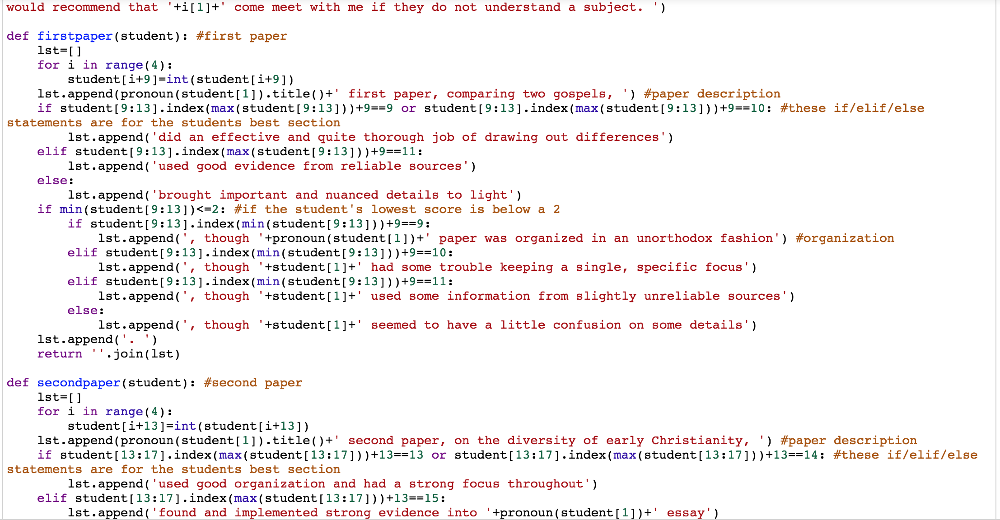 would recommend that '+i[1]+' come meet with me if they do not understand a subject. ')

def firstpaper(student): #first paper
    lst=[]
    for i in range(4):
        student[i+9]=int(student[i+9])
    lst.append(pronoun(student[1]).title()+' first paper, comparing two gospels, ') #paper description
    if student[9:13].index(max(student[9:13]))+9==9 or student[9:13].index(max(student[9:13]))+9==10: #these if/elif/else
statements are for the students best section
        lst.append('did an effective and quite thorough job of drawing out differences')
    elif student[9:13].index(max(student[9:13]))+9==11:
        lst.append('used good evidence from reliable sources')
    else:
        lst.append('brought important and nuanced details to light')
    if min(student[9:13])<=2: #if the student's lowest score is below a 2
        if student[9:13].index(min(student[9:13]))+9==9:
            lst.append(', though '+pronoun(student[1])+' paper was organized in an unorthodox fashion') #organization
        elif student[9:13].index(min(student[9:13]))+9==10:
            lst.append(', though '+student[1]+' had some trouble keeping a single, specific focus')
        elif student[9:13].index(min(student[9:13]))+9==11:
            lst.append(', though '+student[1]+' used some information from slightly unreliable sources')
        else:
            lst.append(', though '+student[1]+' seemed to have a little confusion on some details')
    lst.append('. ')
    return ''.join(lst)

def secondpaper(student): #second paper
    lst=[]
    for i in range(4):
        student[i+13]=int(student[i+13])
    lst.append(pronoun(student[1]).title()+' second paper, on the diversity of early Christianity, ') #paper description
    if student[13:17].index(max(student[13:17]))+13==13 or student[13:17].index(max(student[13:17]))+13==14: #these if/elif/else
statements are for the students best section
        lst.append('used good organization and had a strong focus throughout')
    elif student[13:17].index(max(student[13:17]))+13==15:
        lst.append('found and implemented strong evidence into '+pronoun(student[1])+' essay')